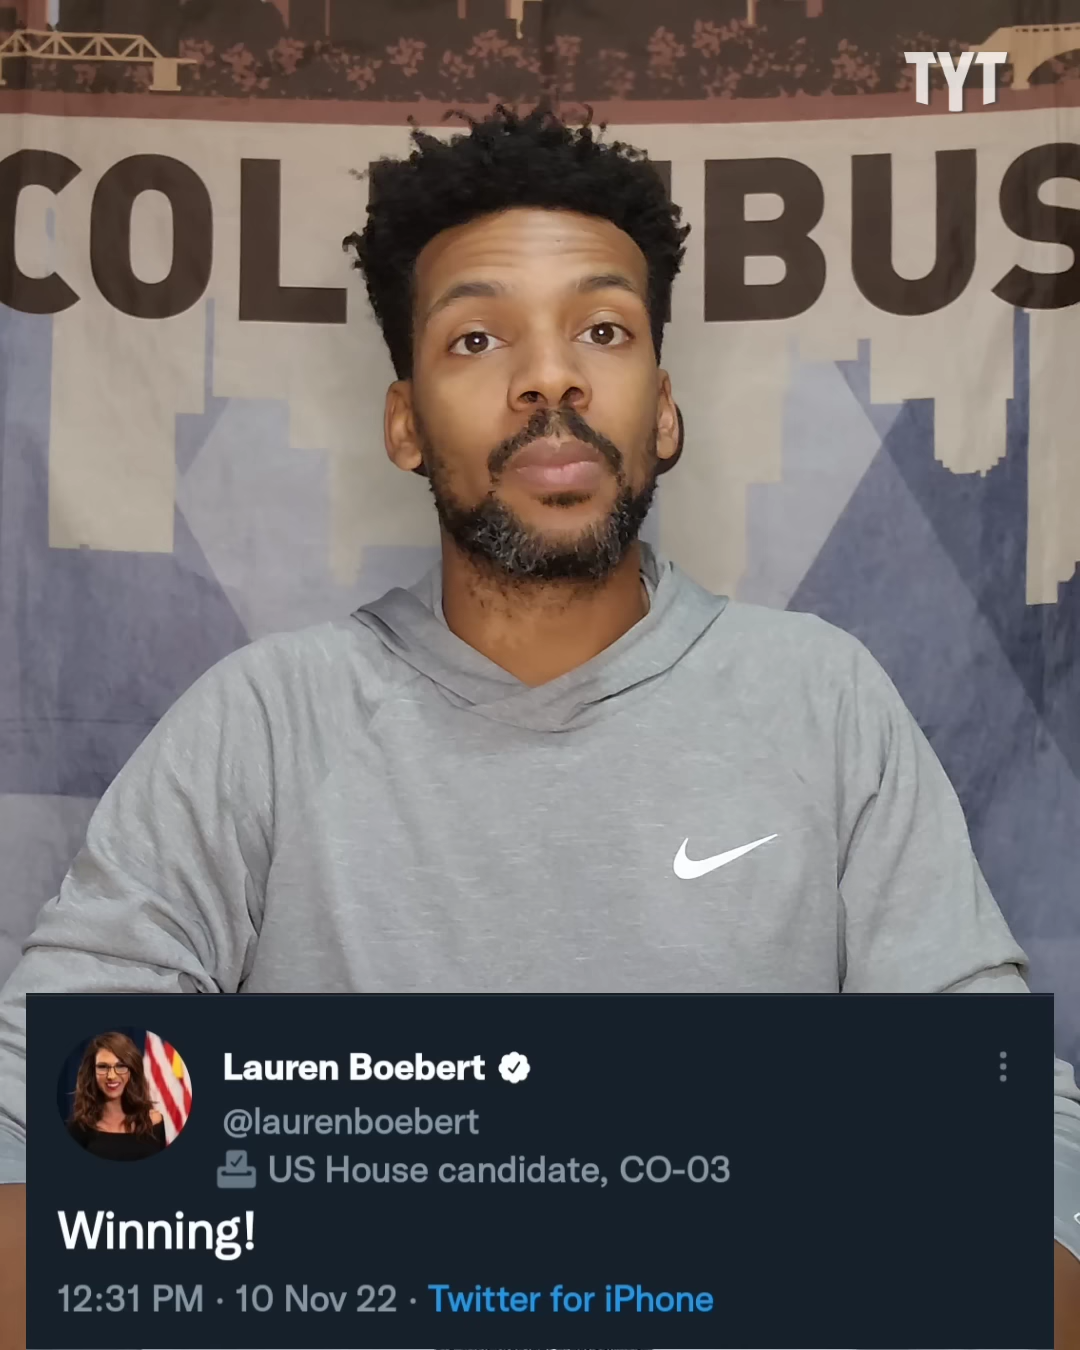 TYT
COL BUS
Lauren Boebert
@laurenboebert
US House candidate, CO-03
Winning!
12:31 PM · 10 Nov 22 · Twitter for iPhone